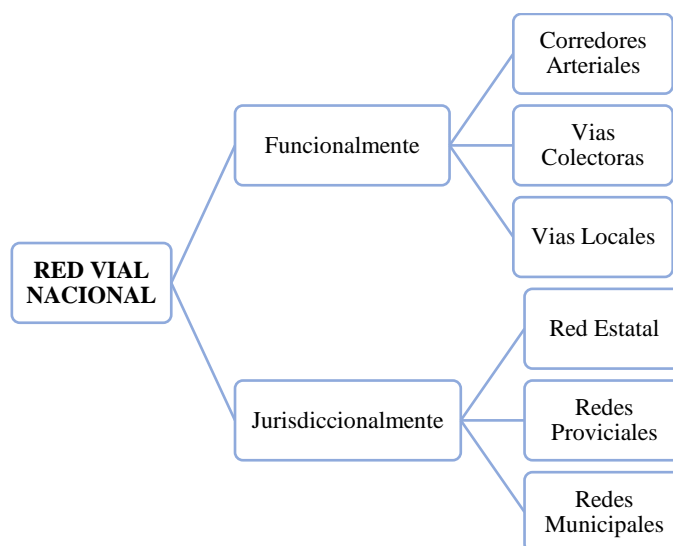 RED VIAL
NACIONAL
Funcionalmente
Corredores
Arteriales
Vias
Colectoras
Vias Locales
Jurisdiccionalmente
Red Estatal
Redes
Proviciales
Redes
Municipales